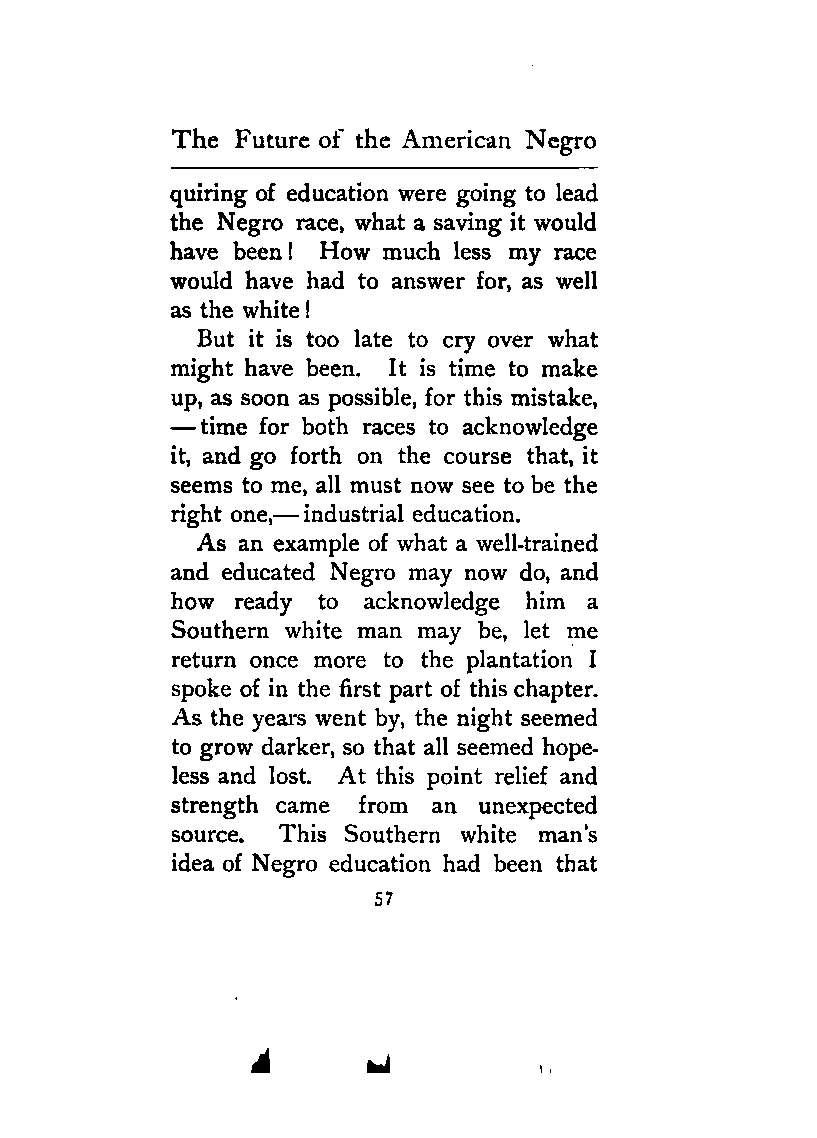 The Future of the American Negro
quiring of education were going to lead
the Negro race, what a saving it would
have been! How much less my race
would have had to answer for, as well
as the white!
But it is too late to cry over what
might have been. It is time to make
up, as soon as possible, for this mistake,
— time for both races to acknowledge
it, and go forth on the course that, it
seems to me, all must now see to be the
right one,— industrial education.
As an example of what a well-trained
and educated Negro may now do, and
how ready to acknowledge him a
Southern white man may be, let me
return once more to the plantation I
spoke of in the first part of this chapter.
As the years went by, the night seemed
to grow darker, so that all seemed hope-
less and lost. At this point relief and
strength came from an unexpected
source. This Southern white man's
idea of Negro education had been that
57